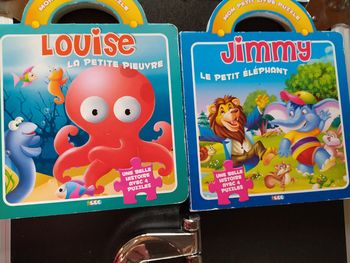 MON PETIT LIVRE PUZZLE
LOUISE
LA PETITE PIEUVRE
UNE BELLE
HISTOIRE
AVEC 4
PUZZLES
MON PETIT LIVRE PUZZLE
JIMMY
LE PETIT ÉLÉPHANT
UNE BELLE
HISTOIRE
AVEC 4
PUZZLES